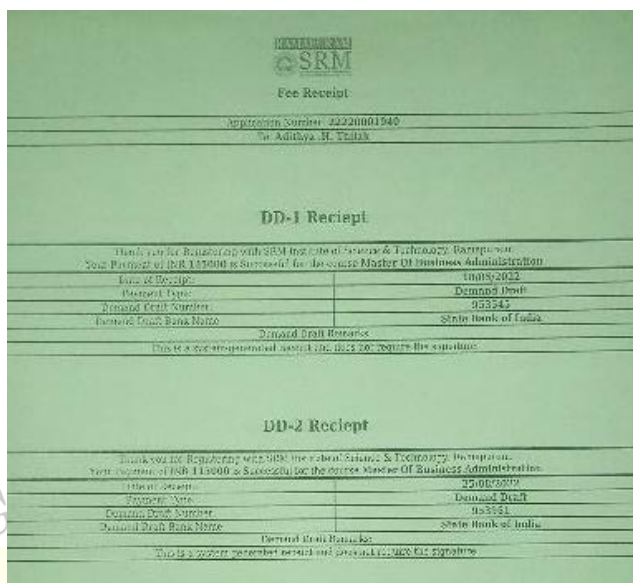 RAMAPURAM
SRM
Fee Receipt
Application Number: 22220001940
To, Adithya .H. Thilak
DD-1 Reciept
Thank you for Registering with SRM Institute of Science & Technology, Ramapuram.
Your Payment of INR 115000 is Successful for the course Master Of Business Administration
Date of Receipt:
Payment Type: Demand Draft
Demand Draft Number: 953545
Demand Draft Bank Name State Bank of India
Demand Draft Remarks
This is a system generated receipt and does not require the signature
DD-2 Reciept
Thank you for Registering with SRM Institute of Science & Technology, Ramapuram.
Your Payment of INR 115000 is Successful for the course Master Of Business Administration
Date of Receipt: 25/08/2022
Payment Type: Demand Draft
Demand Draft Number:
Demand Draft Bank Name State Bank of India
Demand Draft Remarks:
This is a system generated receipt and does not require the signature